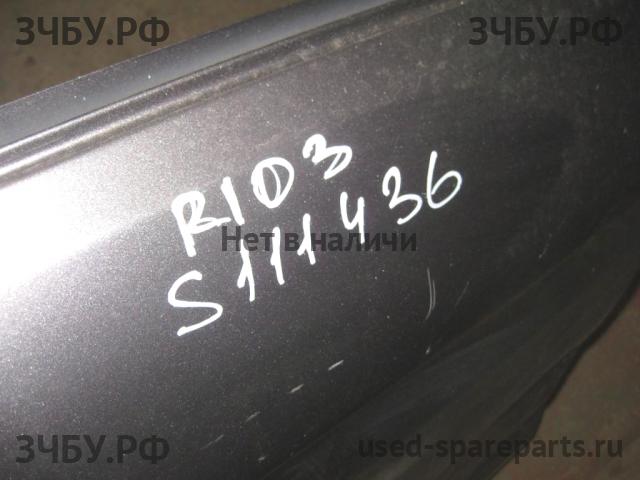 ЗЧБУ.РФ ЗЧБУ.РФ
RIO3
Нет в наличи
S111436
ЗЧБУ.РФ used-spareparts.ru